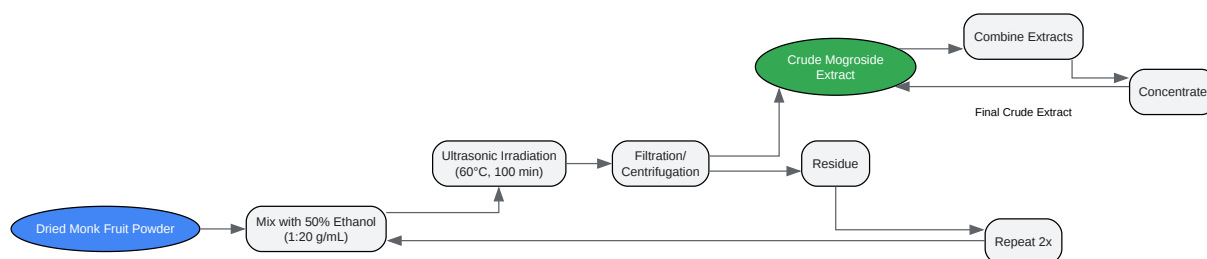 Combine Extracts
Crude Mogroside
Extract
Concentrate
Final Crude Extract
Ultrasonic Irradiation
(60°C, 100 min)
Filtration/
Centrifugation
Residue
Dried Monk Fruit Powder
Mix with 50% Ethanol
(1:20 g/mL)
Repeat 2x